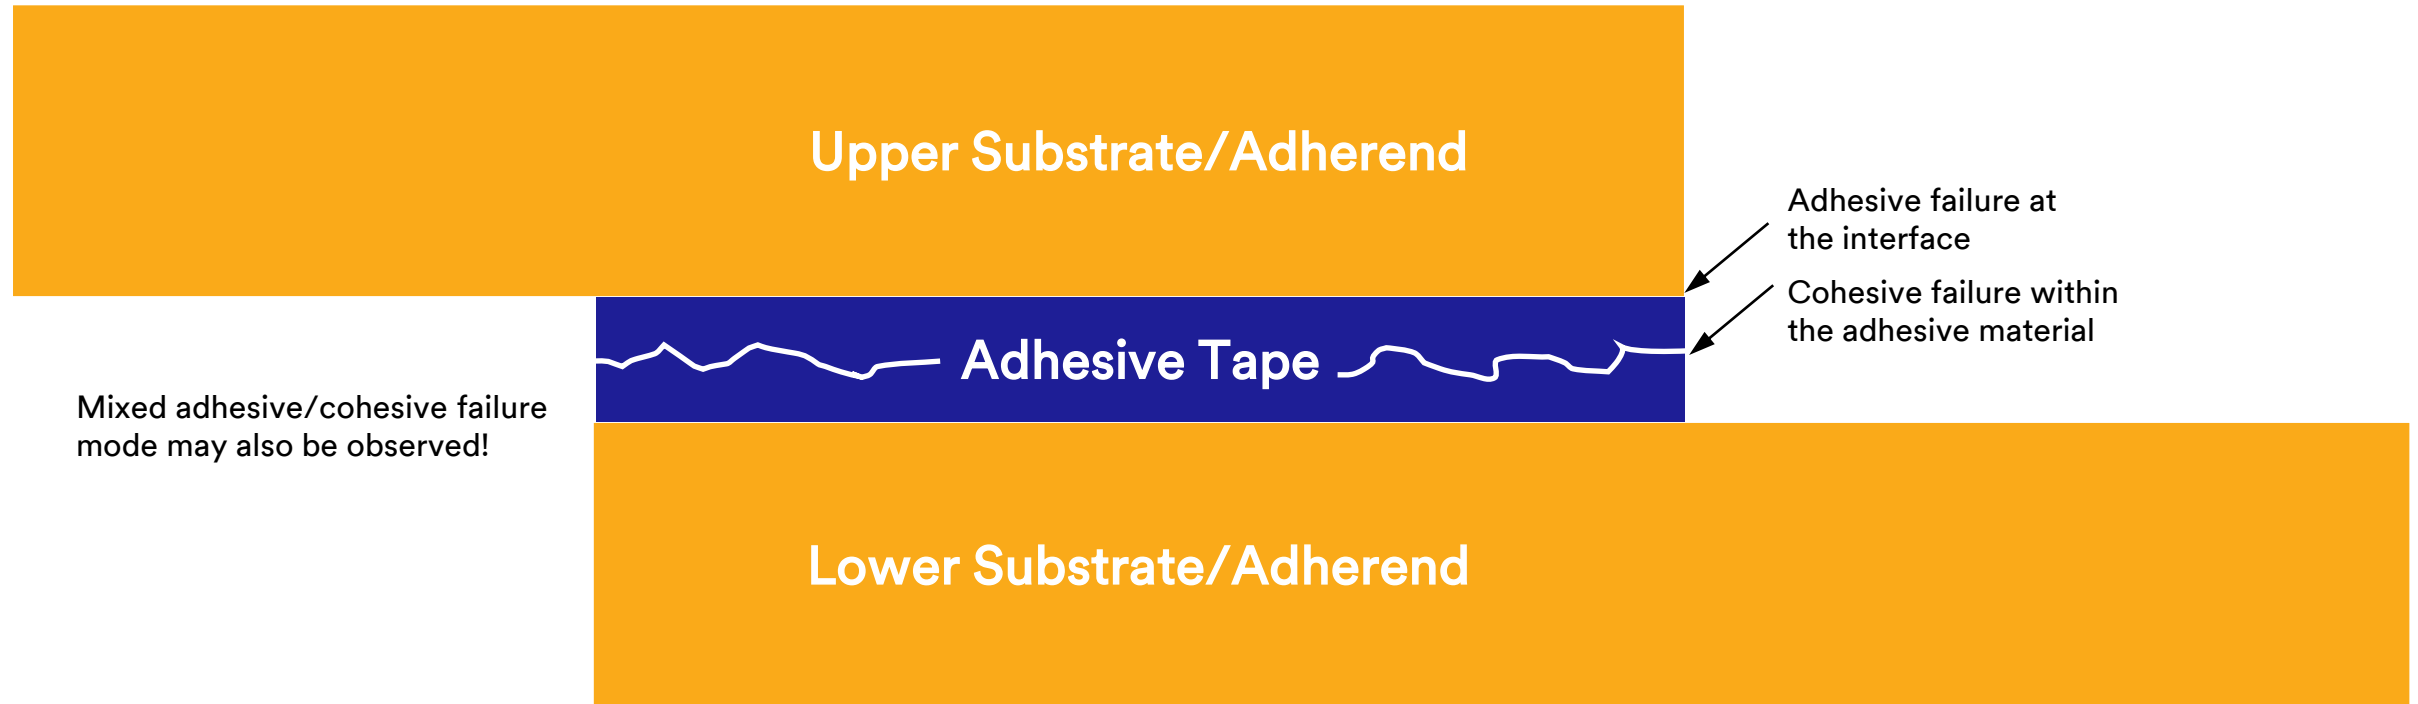 Upper Substrate/Adherend
Adhesive failure at
the interface
Cohesive failure within
the adhesive material
Adhesive Tape
Mixed adhesive/cohesive failure
mode may also be observed!
Lower Substrate/Adherend